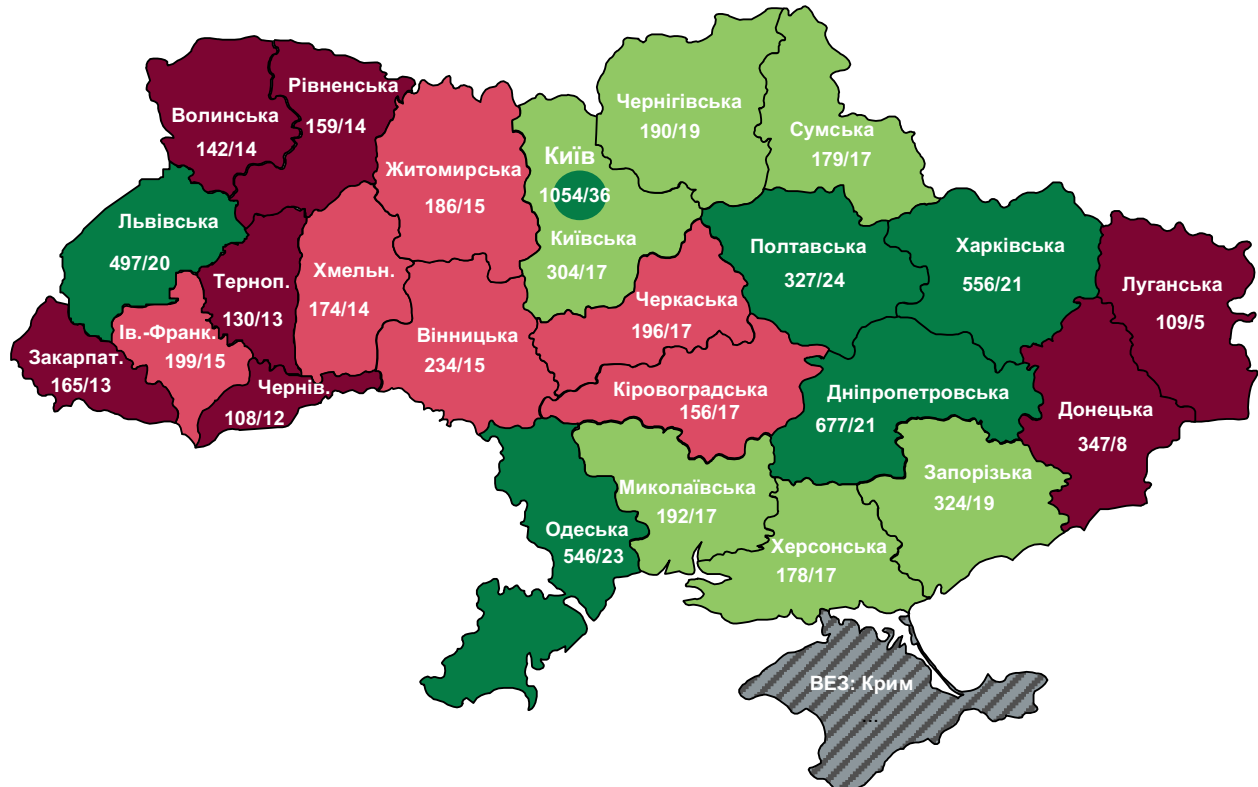 Рівненська
159/14
Волинська
142/14
Чернігівська
190/19
Сумська
179/17
Житомирська
186/15
Київ
1054/36
Київська
304/17
Львівська
497/20
Полтавська
327/24
Харківська
556/21
Луганська
109/5
Терноп.
130/13
Хмельн.
174/14
Черкаська
196/17
Ів.-Франк.
199/15
Вінницька
234/15
Закарпат.
165/13
Чернів.
108/12
Кіровоградська
156/17
Дніпропетровська
677/21
Донецька
347/8
Запорізька
324/19
Миколаївська
192/17
Одеська
546/23
Херсонська
178/17
ВЕЗ: Крим
...